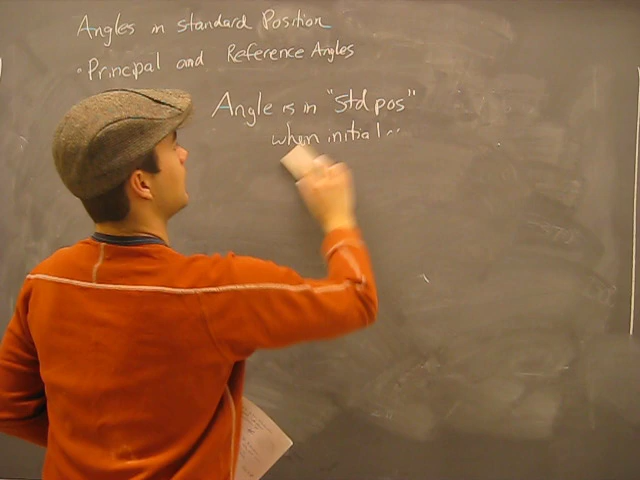 Angles in standard Position
• Principal and Reference Angles
Angle is in "Std pos"
when initial..